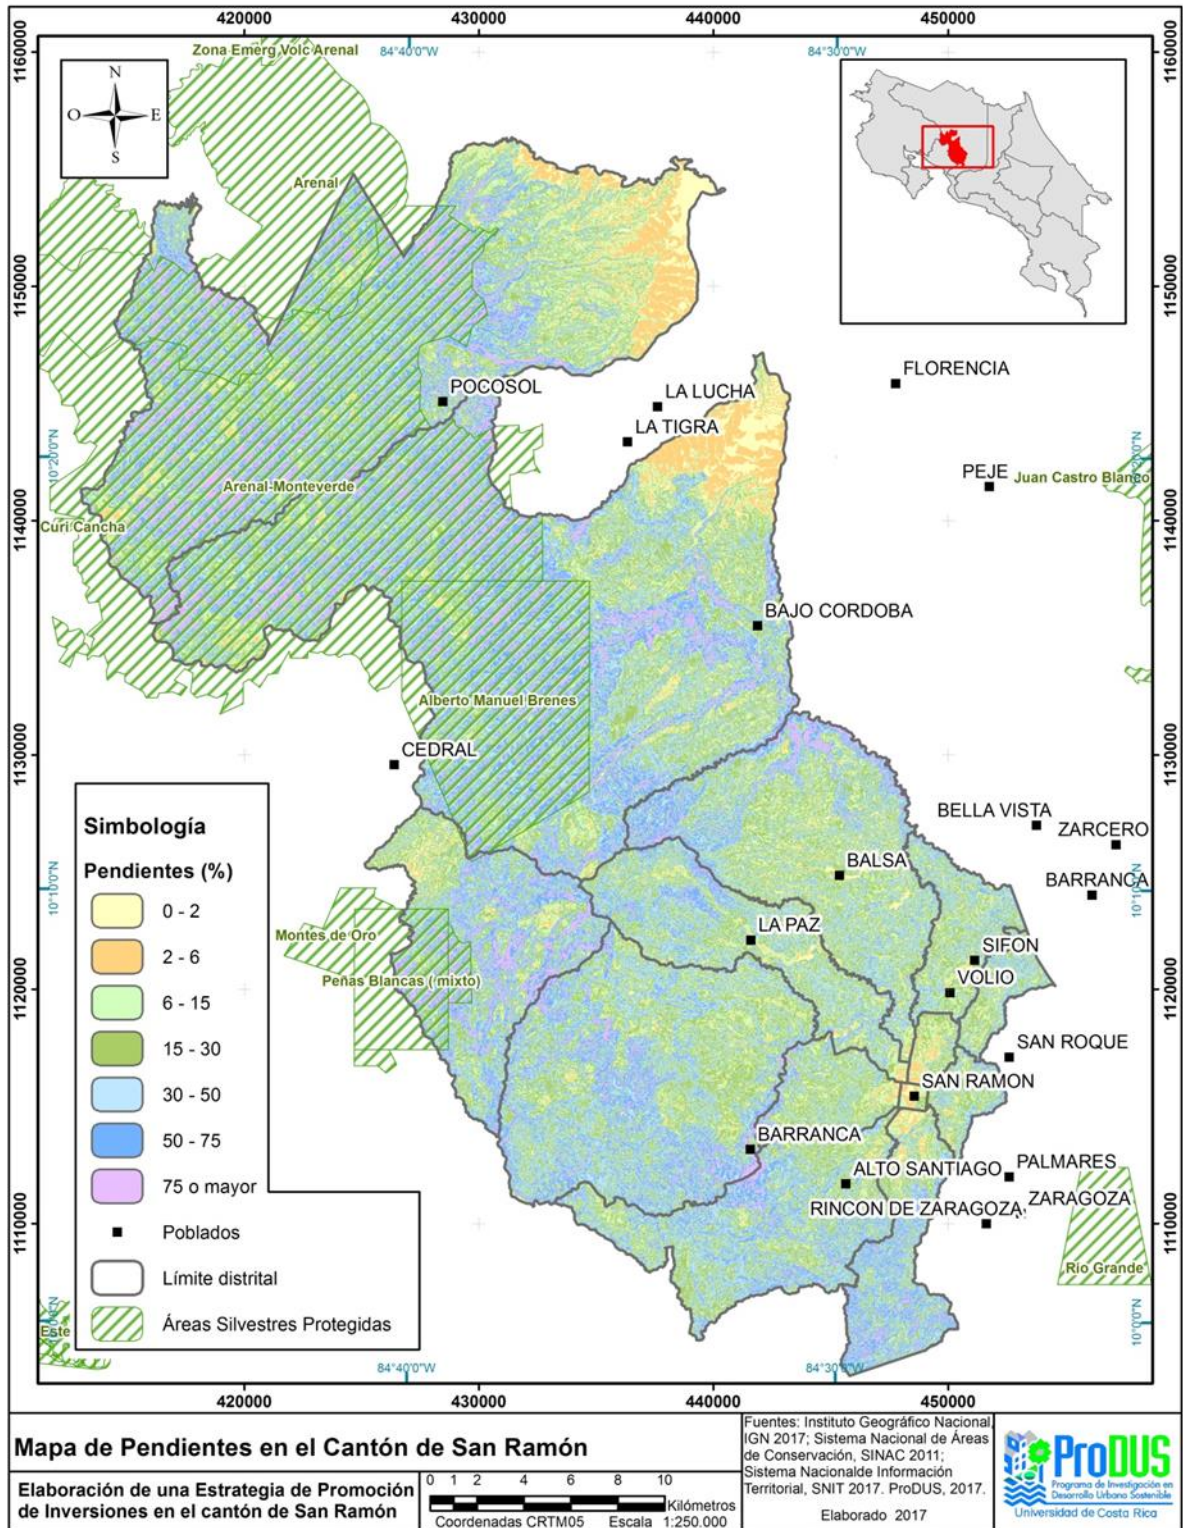 420000
430000
440000
450000
84°40'0"W
84°30'0"W
1160000
1160000
Zona Emerg Volc Arenal
N
O
E
S
Arenal
1150000
1150000
FLORENCIA
POCOSOL
LA LUCHA
LA TIGRA
10°20'0"N
PEJE
Juan Castro Blanco
Arenal-Monteverde
Curi Cancha
1140000
1140000
BAJO CORDOBA
Alberto Manuel Brenes
CEDRAL
1130000
1130000
BELLA VISTA
ZARCERO
BALSA
BARRANCA
10°10'0"N
10°10'0"N
LA PAZ
Montes de Oro
SIFON
Peñas Blancas ( mixto)
VOLIO
1120000
1120000
SAN ROQUE
SAN RAMON
BARRANCA
ALTO SANTIAGO
PALMARES
RINCON DE ZARAGOZA
ZARAGOZA
1110000
1110000
Río Grande
Este
10°0'0"N
Simbología
Pendientes (%)
0 - 2
2 - 6
6 - 15
15 - 30
30 - 50
50 - 75
75 o mayor
Poblados
Límite distrital
Áreas Silvestres Protegidas
84°40'0"W
84°30'0"W
420000
430000
440000
450000
Mapa de Pendientes en el Cantón de San Ramón
Elaboración de una Estrategia de Promoción
de Inversiones en el cantón de San Ramón
0 1 2 4 6 8 10
Kilómetros
Coordenadas CRTM05 Escala 1:250.000
Fuentes: Instituto Geográfico Nacional,
IGN 2017; Sistema Nacional de Áreas
de Conservación, SINAC 2011;
Sistema Nacionalde Información
Territorial, SNIT 2017. ProDUS, 2017.
Elaborado 2017
ProDUS
Programa de Investigación en
Desarrollo Urbano Sostenible
Universidad de Costa Rica